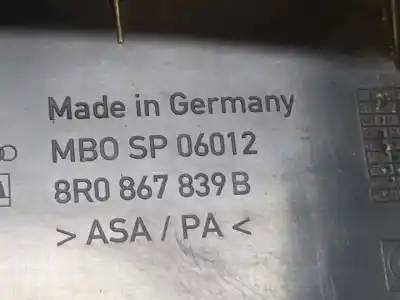 Made in Germany
MBO SP 06012
8R0 867 839 B
> ASA / PA <